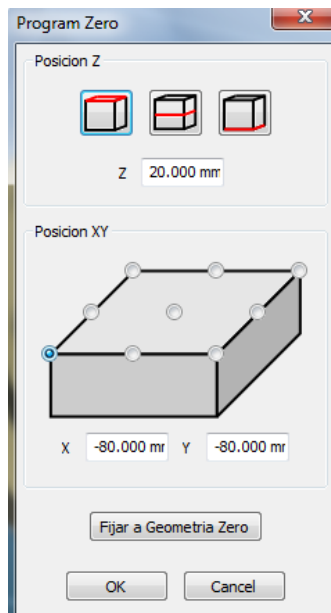 Program Zero
Posicion Z
Z 20.000 mm
Posicion XY
X -80.000 mr Y -80.000 mr
Fijar a Geometria Zero
OK Cancel